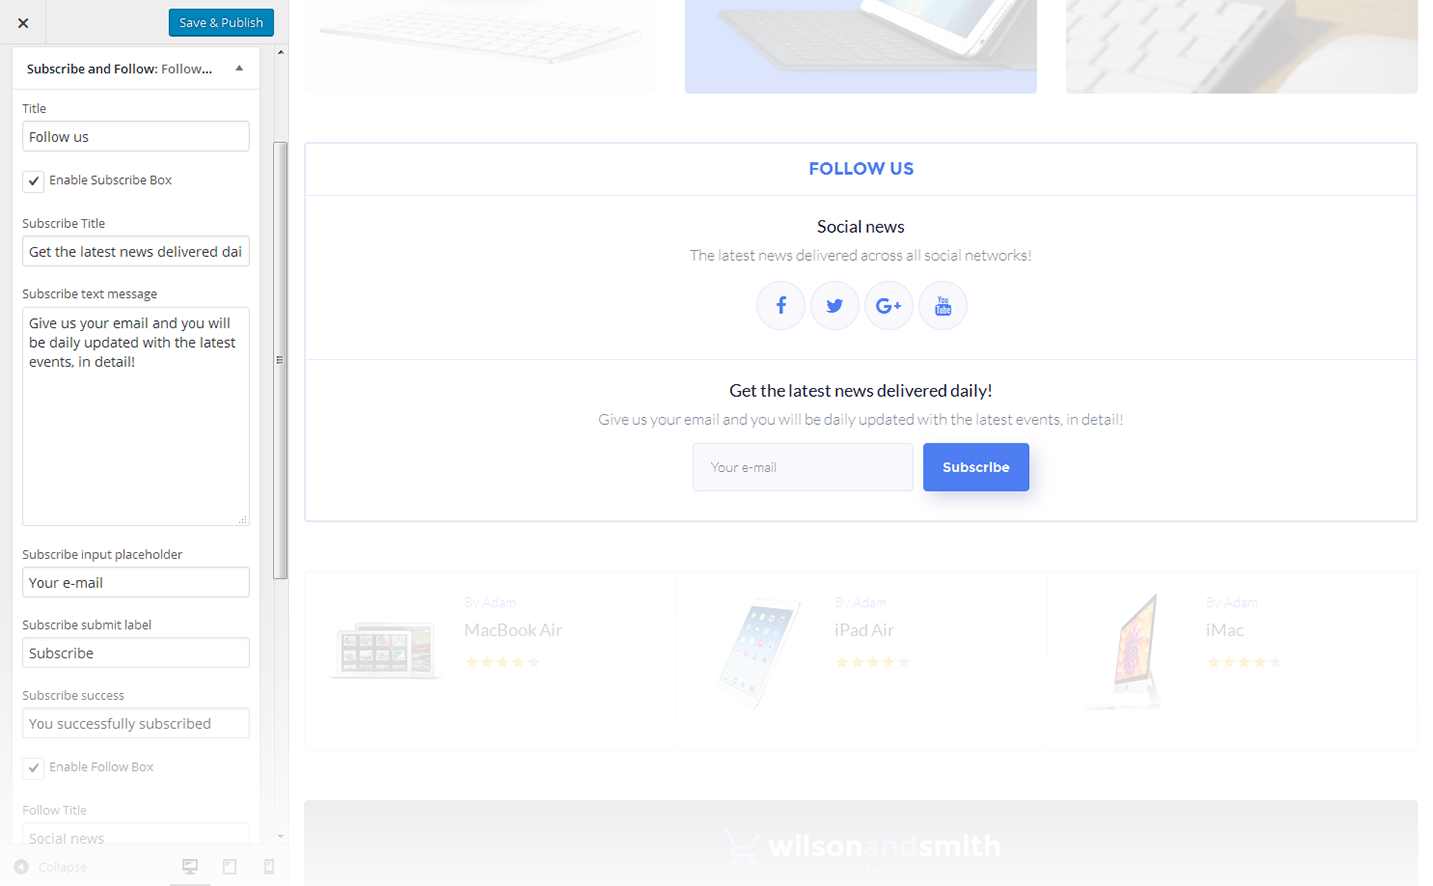 Save & Publish
Subscribe and Follow: Follow...
Title
Follow us
Enable Subscribe Box
Subscribe Title
Get the latest news delivered dai
Subscribe text message
Give us your email and you will
be daily updated with the latest
events, in detail!
Subscribe input placeholder
Your e-mail
Subscribe submit label
Subscribe
Subscribe success
You successfully subscribed
Enable Follow Box
Follow Title
Social news
Collapse
FOLLOW US
Social news
The latest news delivered across all social networks!
G+
You
Tube
Get the latest news delivered daily!
Give us your email and you will be daily updated with the latest events, in detail!
Your e-mail
Subscribe
By Adam
MacBook Air
By Adam
iPad Air
By Adam
iMac
wilsonandsmith